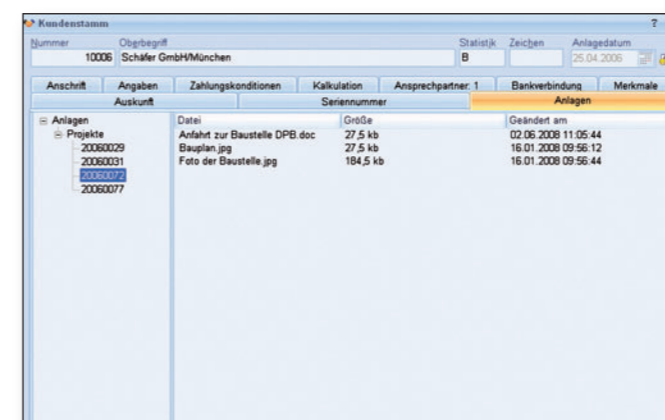 Kundenstamm ?
Nummer Oberbegriff Statistik Zeichen Anlagedatum
10006 Schäfer GmbH/München B 25.04.2006
Anschrift Angaben Zahlungskonditionen Kalkulation Ansprechpartner: 1 Bankverbindung Merkmale
Auskunft Seriennummer Anlagen
Anlagen Datei Größe Geändert am
Projekte Anfahrt zur Baustelle DPB.doc 27,5 kb 02.06.2008 11:05:44
20060029 Bauplan.jpg 27,5 kb 16.01.2008 09:56:12
20060031 Foto der Baustelle.jpg 184,5 kb 16.01.2008 09:56:44
20060072
20060077